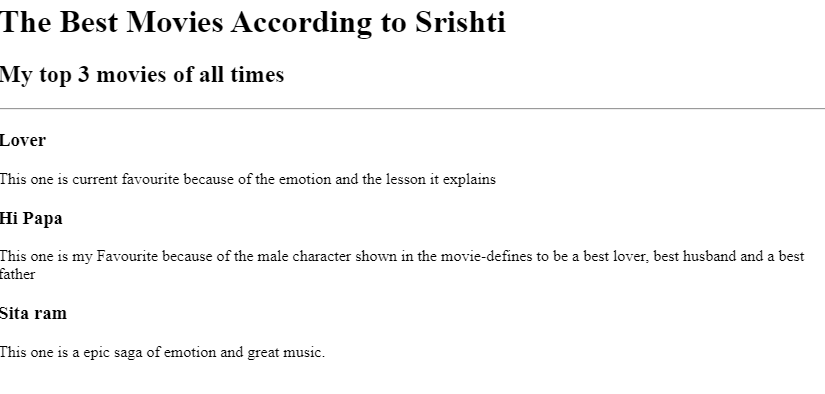 The Best Movies According to Srishti
My top 3 movies of all times
Lover
This one is current favourite because of the emotion and the lesson it explains
Hi Papa
This one is my Favourite because of the male character shown in the movie-defines to be a best lover, best husband and a best
father
Sita ram
This one is a epic saga of emotion and great music.